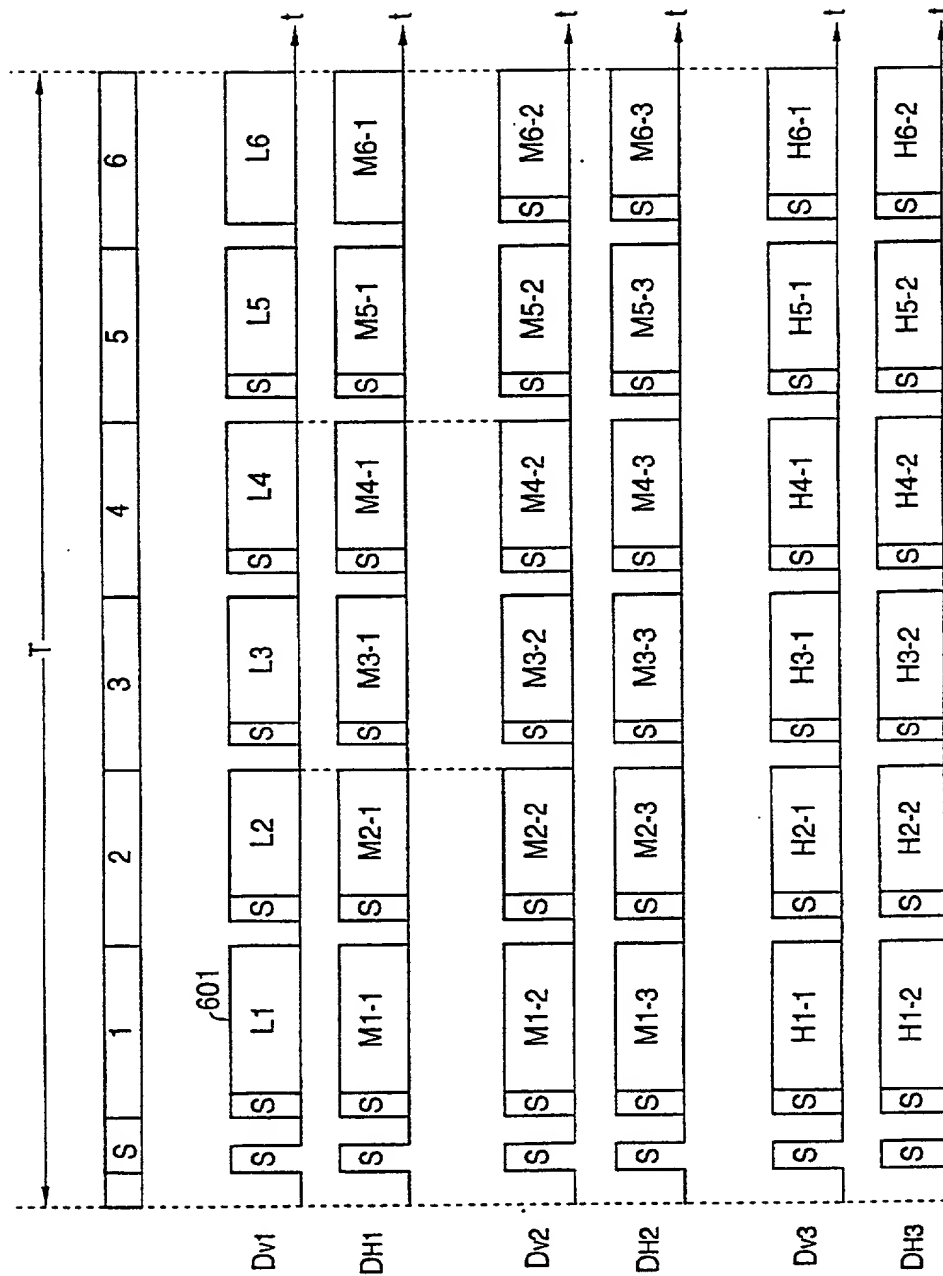 T
S 1 2 3 4 5 6
601
Dv1 S S L1 S L2 S L3 S L4 S L5 L6 t
DH1 S S M1-1 S M2-1 S M3-1 S M4-1 S M5-1 M6-1 t
Dv2 S S M1-2 S M2-2 S M3-2 S M4-2 S M5-2 S M6-2 t
DH2 S S M1-3 S M2-3 S M3-3 S M4-3 S M5-3 S M6-3 t
Dv3 S S H1-1 S H2-1 S H3-1 S H4-1 S H5-1 S H6-1 t
DH3 S S H1-2 S H2-2 S H3-2 S H4-2 S H5-2 S H6-2 t